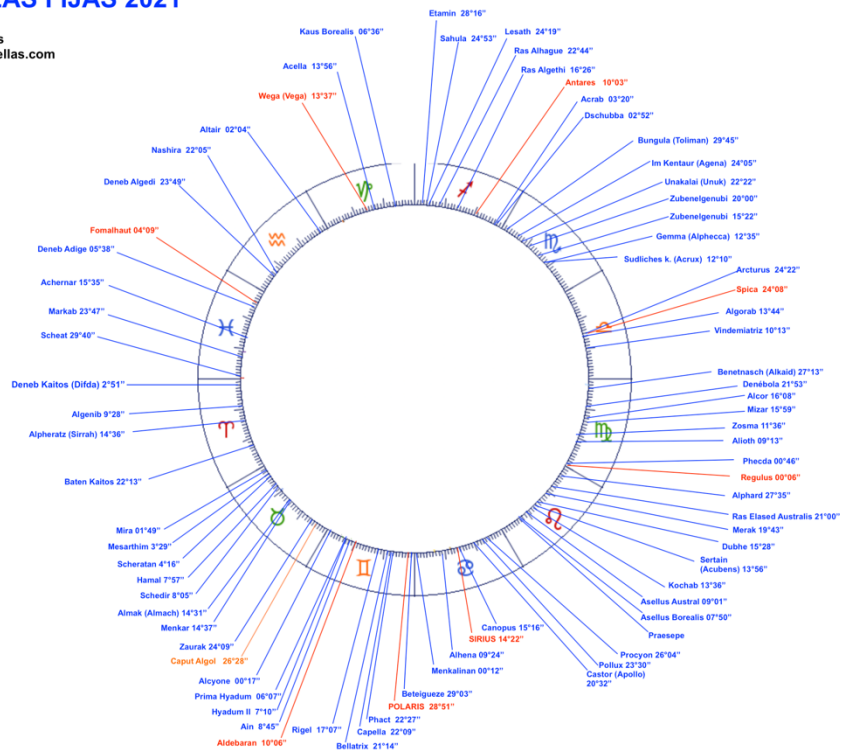 FIJAS 2021
ellas.com
Etamin 28°16"
Sahula 24°53"
Lesath 24°19"
Ras Alhague 22°44"
Ras Algethi 16°26"
Antares 10°03"
Acrab 03°20"
Dschubba 02°52"
Bungula (Toliman) 29°45"
Im Kentaur (Agena) 24°05"
Unakalai (Unuk) 22°22"
Zubenelgenubi 20°00"
Zubenelgenubi 15°22"
Gemma (Alphecca) 12°35"
Sudliches k. (Acrux) 12°10"
Arcturus 24°22"
Spica 24°08"
Algorab 13°44"
Vindemiatriz 10°13"
Benetnasch (Alkaid) 27°13"
Denébola 21°53"
Alcor 16°08"
Mizar 15°59"
Zosma 11°36"
Alioth 09°13"
Phecda 00°46"
Regulus 00°06"
Alphard 27°35"
Ras Elased Australis 21°00"
Merak 19°43"
Dubhe 15°28"
Sertain
(Acubens) 13°56"
Kochab 13°36"
Asellus Austral 09°01"
Asellus Borealis 07°50"
Praesepe
Procyon 26°04"
Pollux 23°30"
Castor (Apollo)
20°32"
Canopus 15°16"
SIRIUS 14°22"
Alhena 09°24"
Menkalinan 00°12"
Beteigueze 29°03"
POLARIS 28°51"
Phact 22°27"
Capella 22°09"
Bellatrix 21°14"
Rigel 17°07"
Aldebaran 10°06"
Ain 8°45"
Hyadum II 7°10"
Prima Hyadum 06°07"
Alcyone 00°17"
Caput Algol 26°28"
Zaurak 24°09"
Menkar 14°37"
Almak (Almach) 14°31"
Schedir 8°05"
Hamal 7°57"
Scheratan 4°16"
Mesarthim 3°29"
Mira 01°49"
Baten Kaitos 22°13"
Alpheratz (Sirrah) 14°36"
Algenib 9°28"
Deneb Kaitos (Difda) 2°51"
Scheat 29°40"
Markab 23°47"
Achernar 15°35"
Deneb Adige 05°38"
Fomalhaut 04°09"
Deneb Algedi 23°49"
Nashira 22°05"
Altair 02°04"
Wega (Vega) 13°37"
Acella 13°56"
Kaus Borealis 06°36"